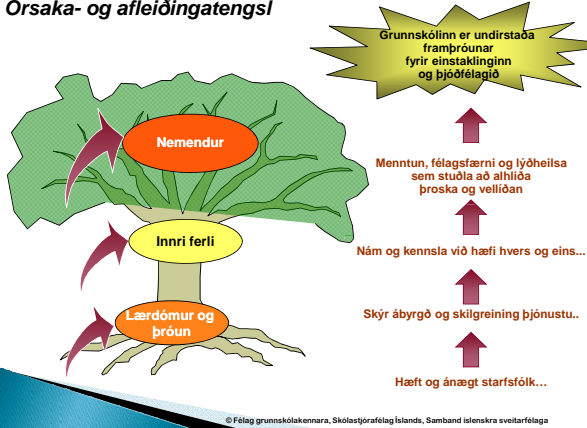 Orsaka- og afleiðingatengsl
Grunnskólinn er undirstaða
framþróunar
fyrir einstaklinginn
og þjóðfélagið
Nemendur
Menntun, félagsfærni og lýðheilsa
sem stuðla að alhliða
þroska og vellíðan
Innri ferli
Nám og kennsla við hæfi hvers og eins...
Lærdómur og
þróun
Skýr ábyrgð og skilgreining þjónustu..
Hæft og ánægt starfsfólk…
© Félag grunnskólakennara, Skólastjórafélag Íslands, Samband íslenskra sveitarfélaga